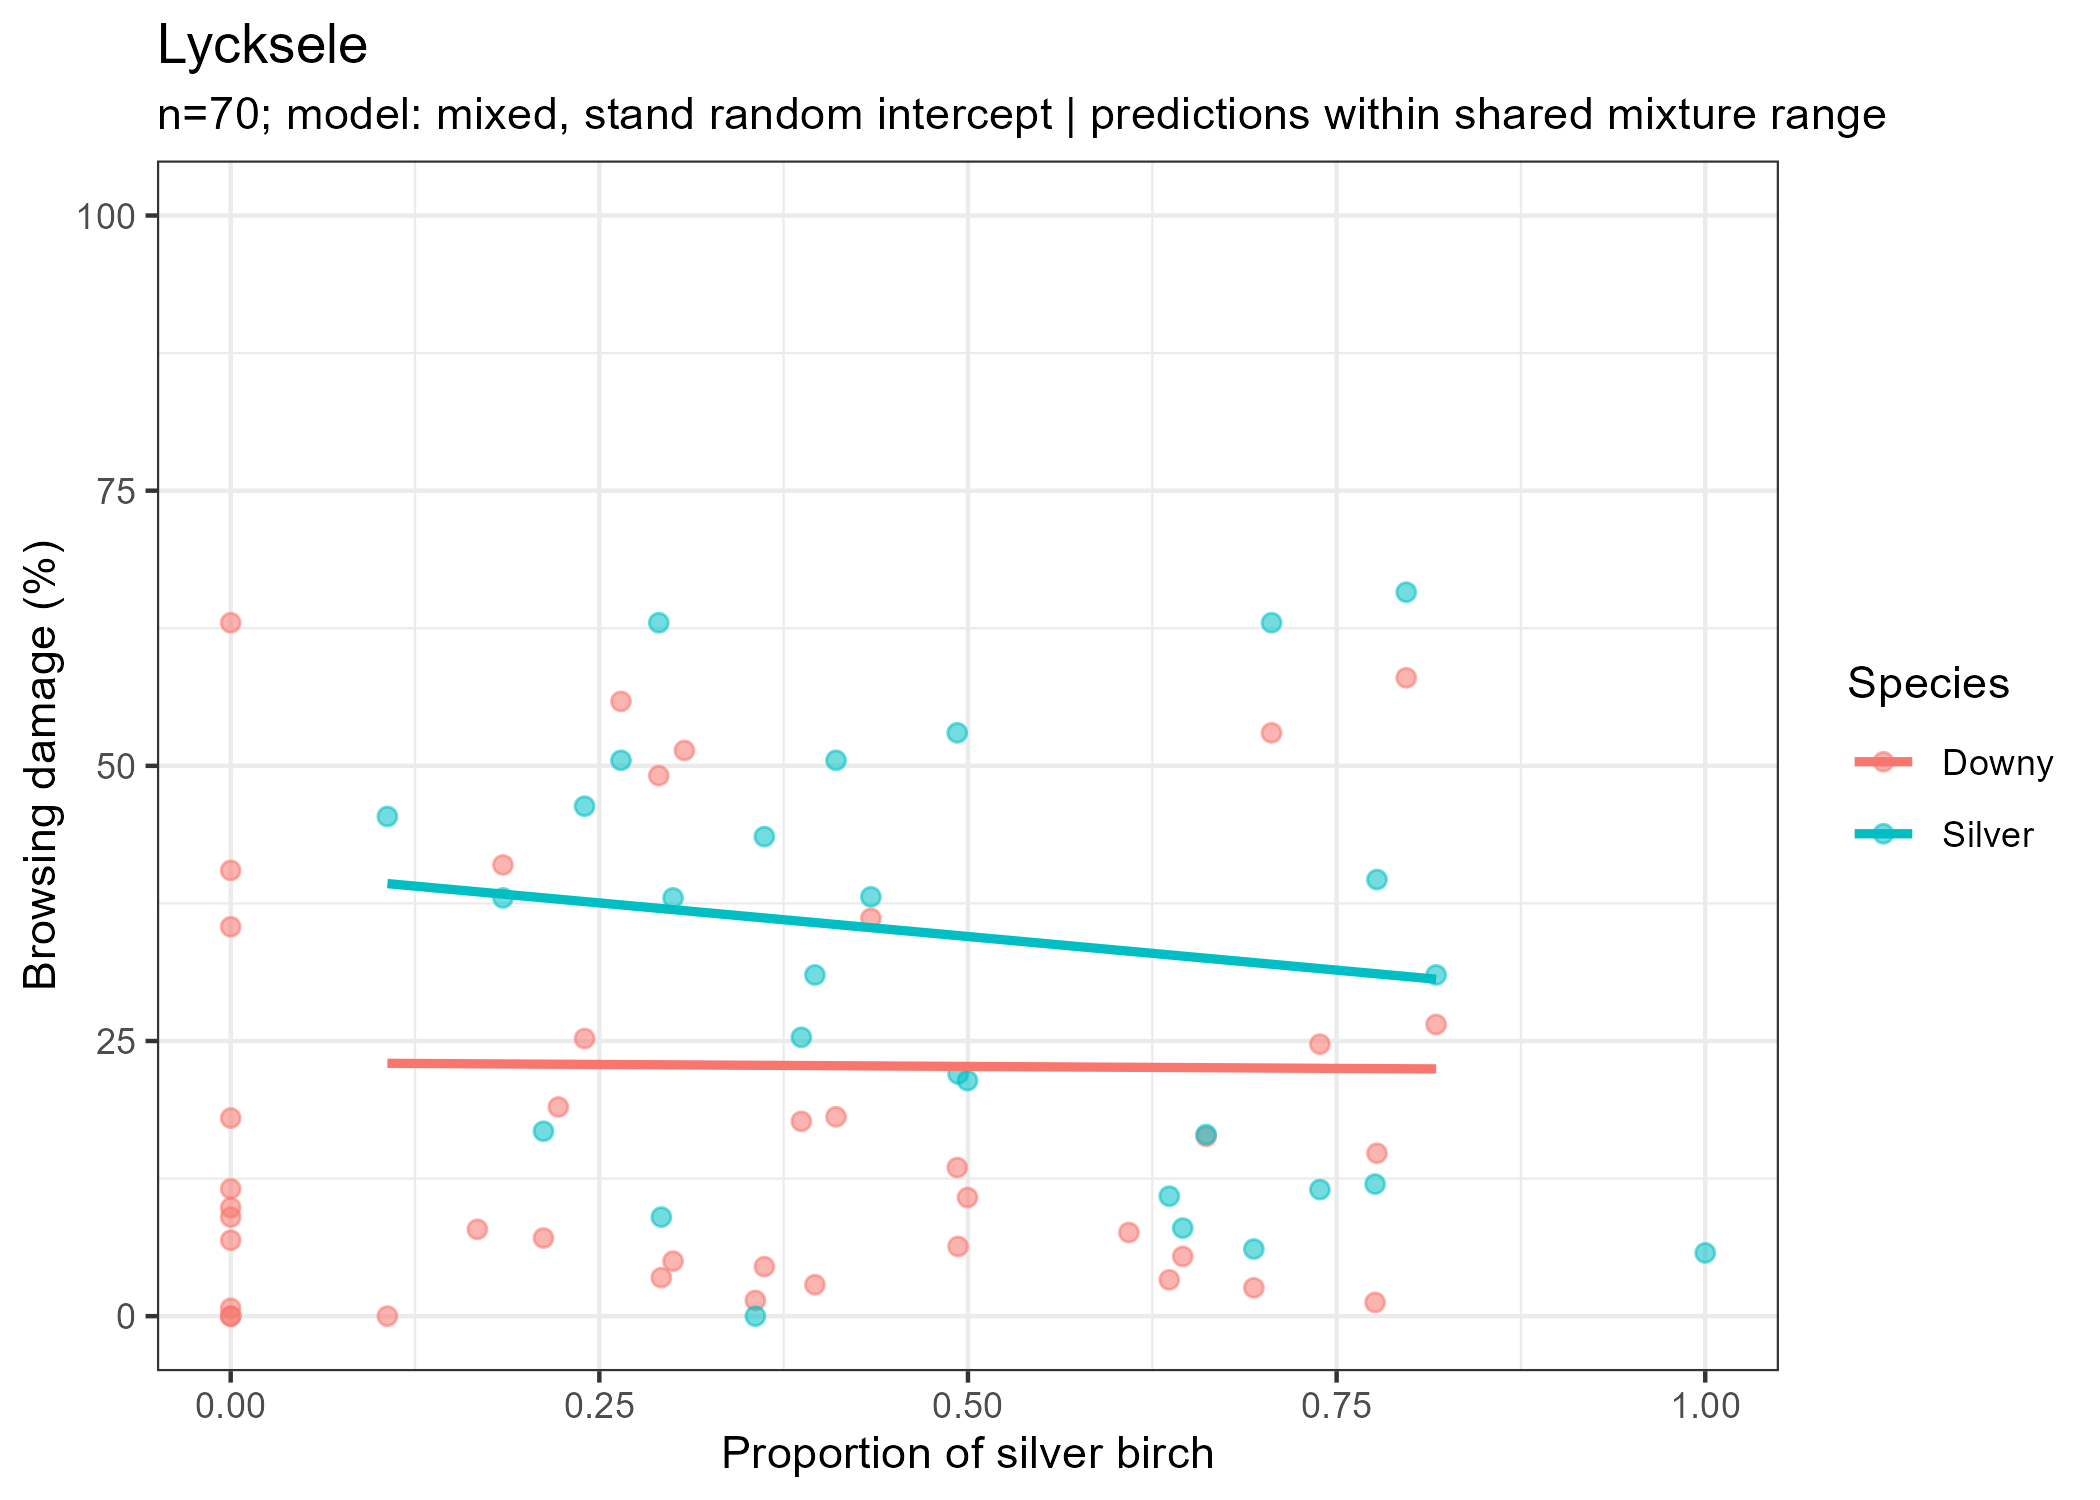 Lycksele
n=70; model: mixed, stand random intercept | predictions within shared mixture range
100
75
50
25
0
Browsing damage (%)
0.00 0.25 0.50 0.75 1.00
Proportion of silver birch
Species
Downy
Silver